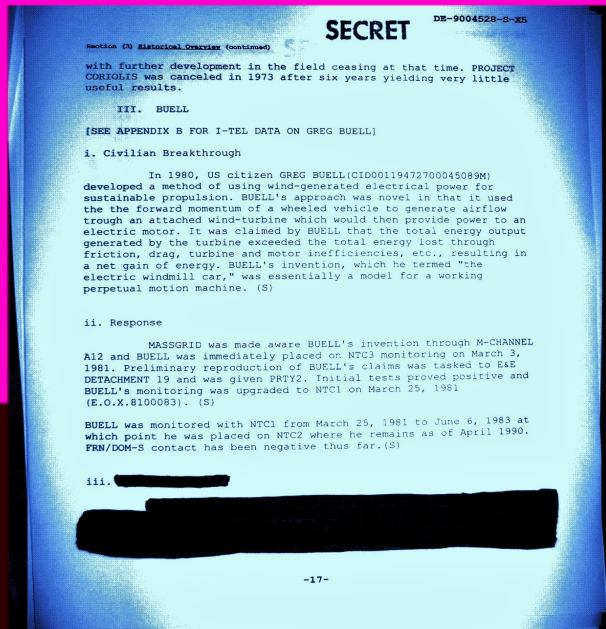 SECRET
DE-9004528-S-X5
Section (3) Historical Overview (continued)
with further development in the field ceasing at that time. PROJECT
CORIOLIS was canceled in 1973 after six years yielding very little
useful results.
III. BUELL
[SEE APPENDIX B FOR I-TEL DATA ON GREG BUELL]
i. Civilian Breakthrough
In 1980, US citizen GREG BUELL(CID00119472700045089M)
developed a method of using wind-generated electrical power for
sustainable propulsion. BUELL's approach was novel in that it used
the the forward momentum of a wheeled vehicle to generate airflow
trough an attached wind-turbine which would then provide power to an
electric motor. It was claimed by BUELL that the total energy output
generated by the turbine exceeded the total energy lost through
friction, drag, turbine and motor inefficiencies, etc., resulting in
a net gain of energy. BUELL's invention, which he termed "the
electric windmill car," was essentially a model for a working
perpetual motion machine. (S)
ii. Response
MASSGRID was made aware BUELL's invention through M-CHANNEL
A12 and BUELL was immediately placed on NTC3 monitoring on March 3,
1981. Preliminary reproduction of BUELL's claims was tasked to E&E
DETACHMENT 19 and was given PRTY2. Initial tests proved positive and
BUELL's monitoring was upgraded to NTC1 on March 25, 1981
(E.O.X.8100083). (S)
BUELL was monitored with NTC1 from March 25, 1981 to June 6, 1983 at
which point he was placed on NTC2 where he remains as of April 1990.
FRN/DOM-S contact has been negative thus far.(S)
iii.
-17-